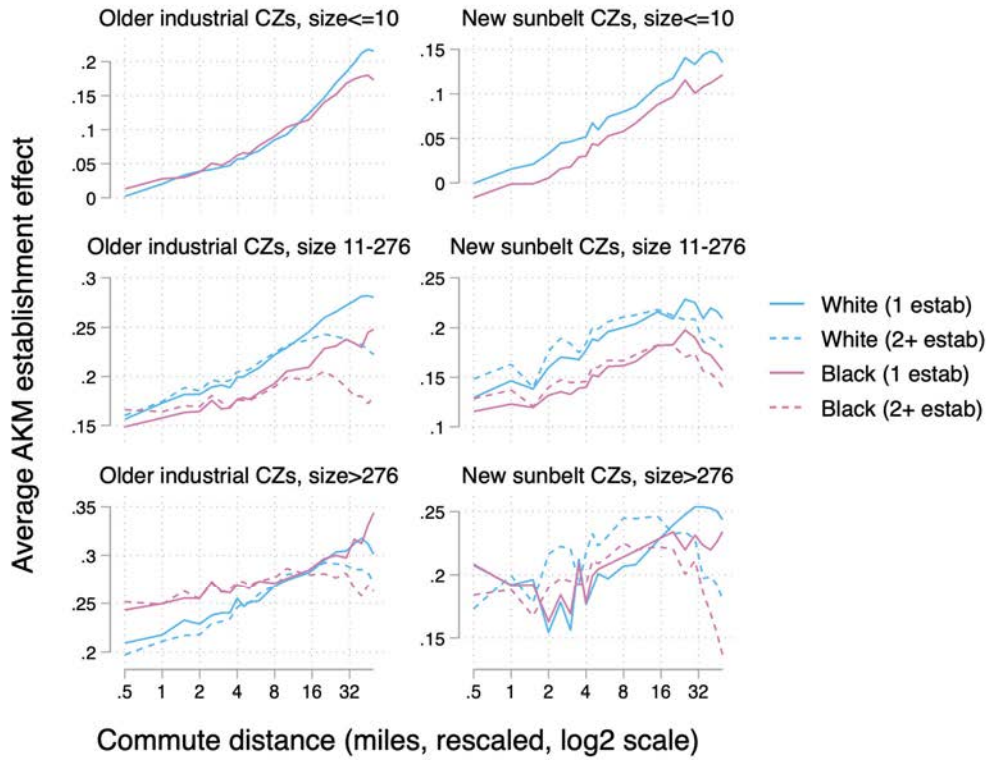 Older industrial CZs, size<=10
New sunbelt CZs, size<=10
.2
.15
.1
.05
0
.15
.1
.05
0
Average AKM establishment effect
Older industrial CZs, size 11-276
New sunbelt CZs, size 11-276
.3
.25
.2
.15
.25
.2
.15
.1
White (1 estab)
White (2+ estab)
Black (1 estab)
Black (2+ estab)
Older industrial CZs, size>276
New sunbelt CZs, size>276
.35
.3
.25
.2
.25
.2
.15
.5 1 2 4 8 16 32
.5 1 2 4 8 16 32
Commute distance (miles, rescaled, log2 scale)